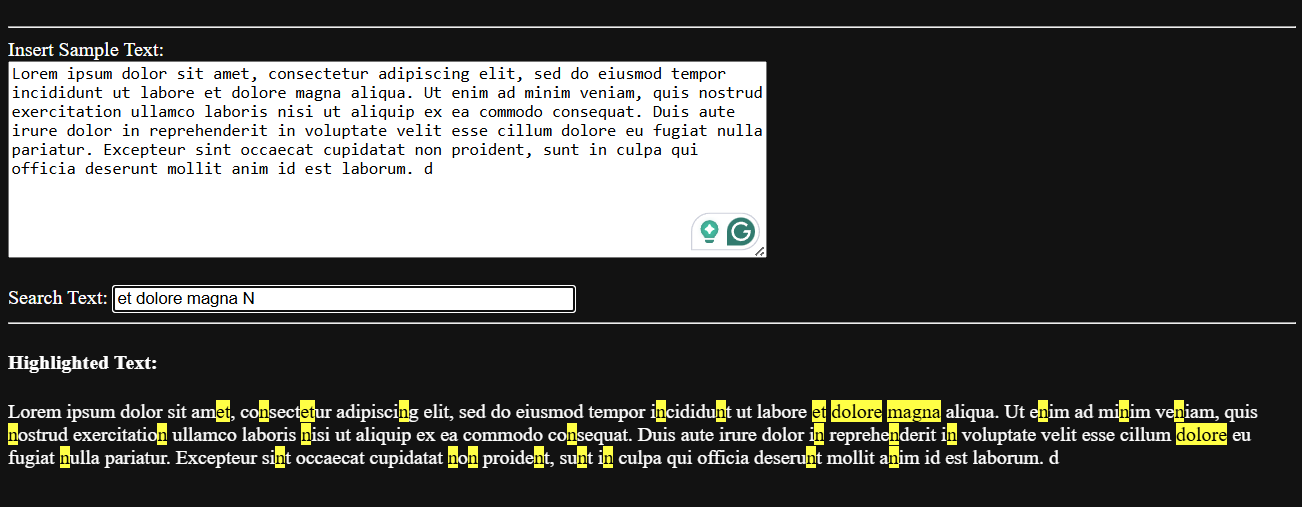 Insert Sample Text:
Lorem ipsum dolor sit amet, consectetur adipiscing elit, sed do eiusmod tempor
incididunt ut labore et dolore magna aliqua. Ut enim ad minim veniam, quis nostrud
exercitation ullamco laboris nisi ut aliquip ex ea commodo consequat. Duis aute
irure dolor in reprehenderit in voluptate velit esse cillum dolore eu fugiat nulla
pariatur. Excepteur sint occaecat cupidatat non proident, sunt in culpa qui
officia deserunt mollit anim id est laborum. d
G
Search Text: et dolore magna N
Highlighted Text:
Lorem ipsum dolor sit amet, consectetur adipiscing elit, sed do eiusmod tempor incididunt ut labore et dolore magna aliqua. Ut enim ad minim veniam, quis
nostrud exercitation ullamco laboris nisi ut aliquip ex ea commodo consequat. Duis aute irure dolor in reprehenderit in voluptate velit esse cillum dolore eu
fugiat nulla pariatur. Excepteur sint occaecat cupidatat non proident, sunt in culpa qui officia deserunt mollit anim id est laborum. d